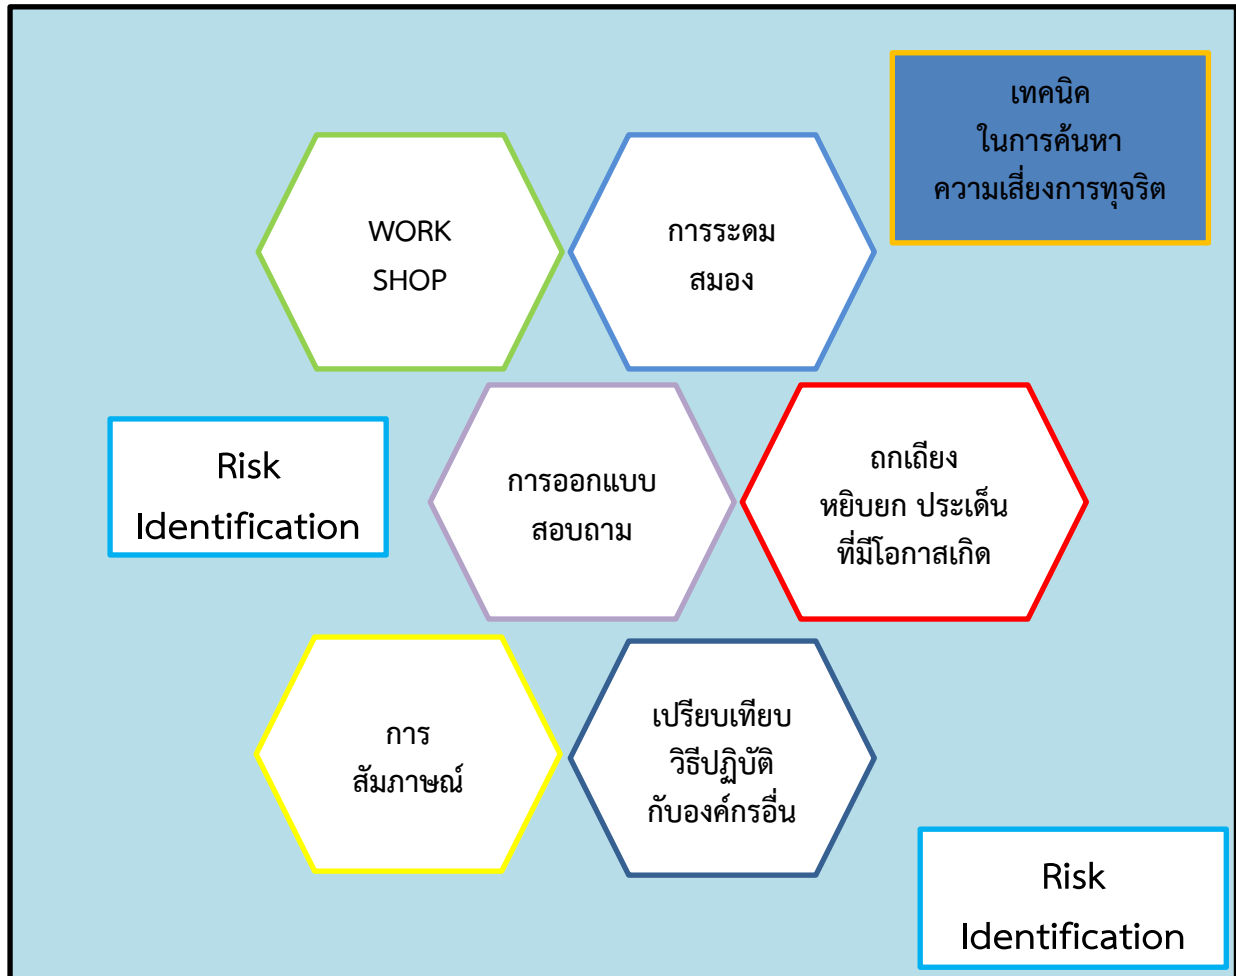 เทคนิค
ในการค้นหา
ความเสี่ยงการทุจริต
WORK
SHOP
การระดม
สมอง
Risk
Identification
การออกแบบ
สอบถาม
ถกเถียง
หยิบยก ประเด็น
ที่มีโอกาสเกิด
การ
สัมภาษณ์
เปรียบเทียบ
วิธีปฏิบัติ
กับองค์กรอื่น
Risk
Identification